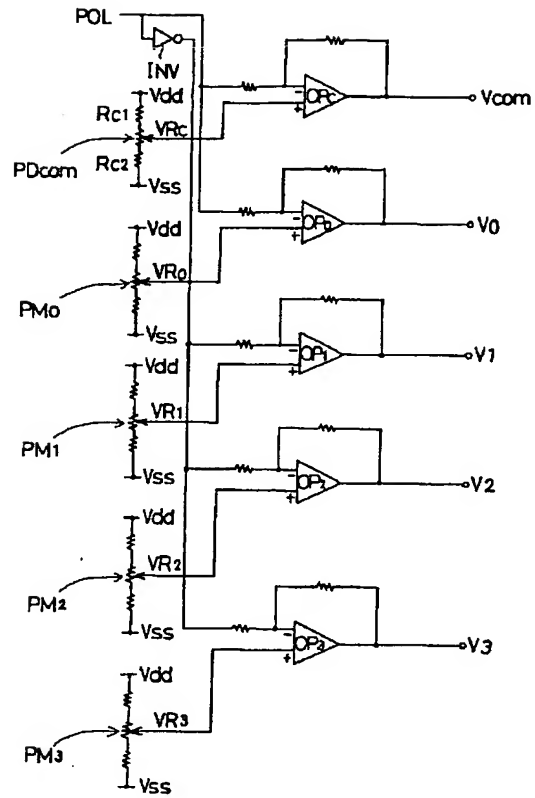 POL
INV
Vdd
Rc1
VRc
OPc
Vcom
PDcom
Rc2
Vss
Vdd
OP0
V0
VR0
PM0
Vss
Vdd
OP1
V1
VR1
PM1
Vss
OP2
V2
Vdd
VR2
PM2
Vss
OP3
V3
Vdd
VR3
PM3
Vss